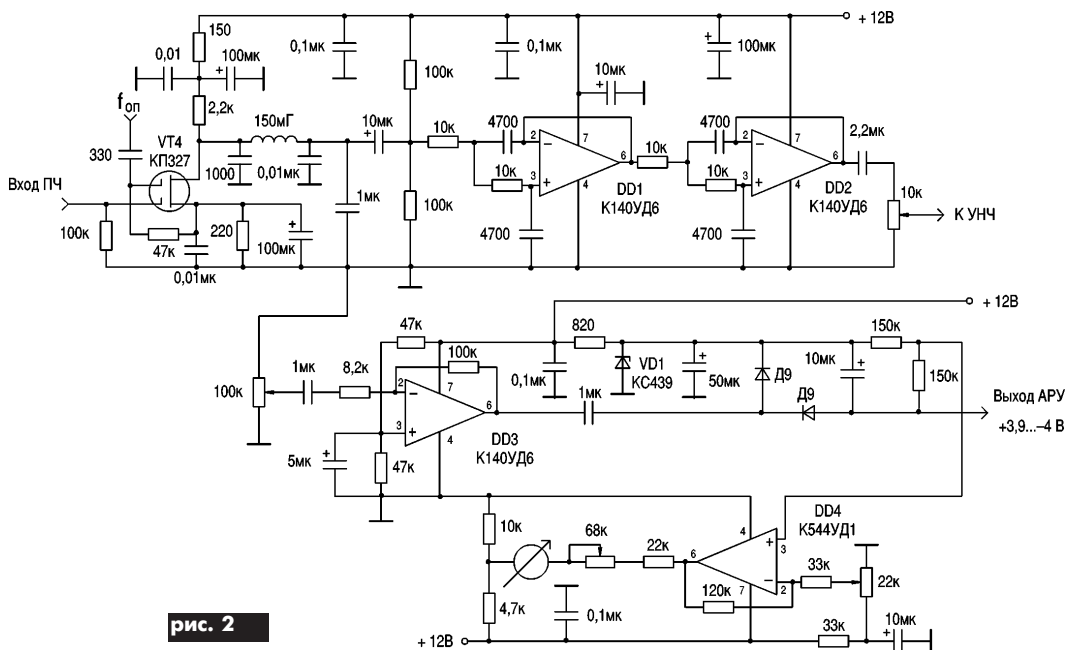 + 12В
150
0,1мк
0,1мк
+
100мк
0,01
+
100мк
10мк
+
100к
fоп
2,2к
150мГ
10мк
+
4700
4700
2,2мк
VT4
КП327
330
10к
2
−
7
6
10к
2
−
7
6
1000
0,01мк
10к
3
+
4
DD1
К140УД6
10к
3
+
4
DD2
К140УД6
10к
Вход ПЧ
1мк
К УНЧ
100к
47к
220
+
100мк
100к
4700
4700
0,01мк
+ 12В
47к
820
150к
100к
0,1мк
VD1
КС439
+
50мк
Д9
10мк
+
150к
1мк
8,2к
2
−
7
6
1мк
Д9
100к
Выход АРУ
+3,9...–4 В
3
+
4
DD3
К140УД6
+
5мк
47к
DD4
К544УД1
10к
68к
22к
4
6
+
3
33к
−
2
7
22к
120к
4,7к
0,1мк
33к
+
10мк
+ 12В
рис. 2